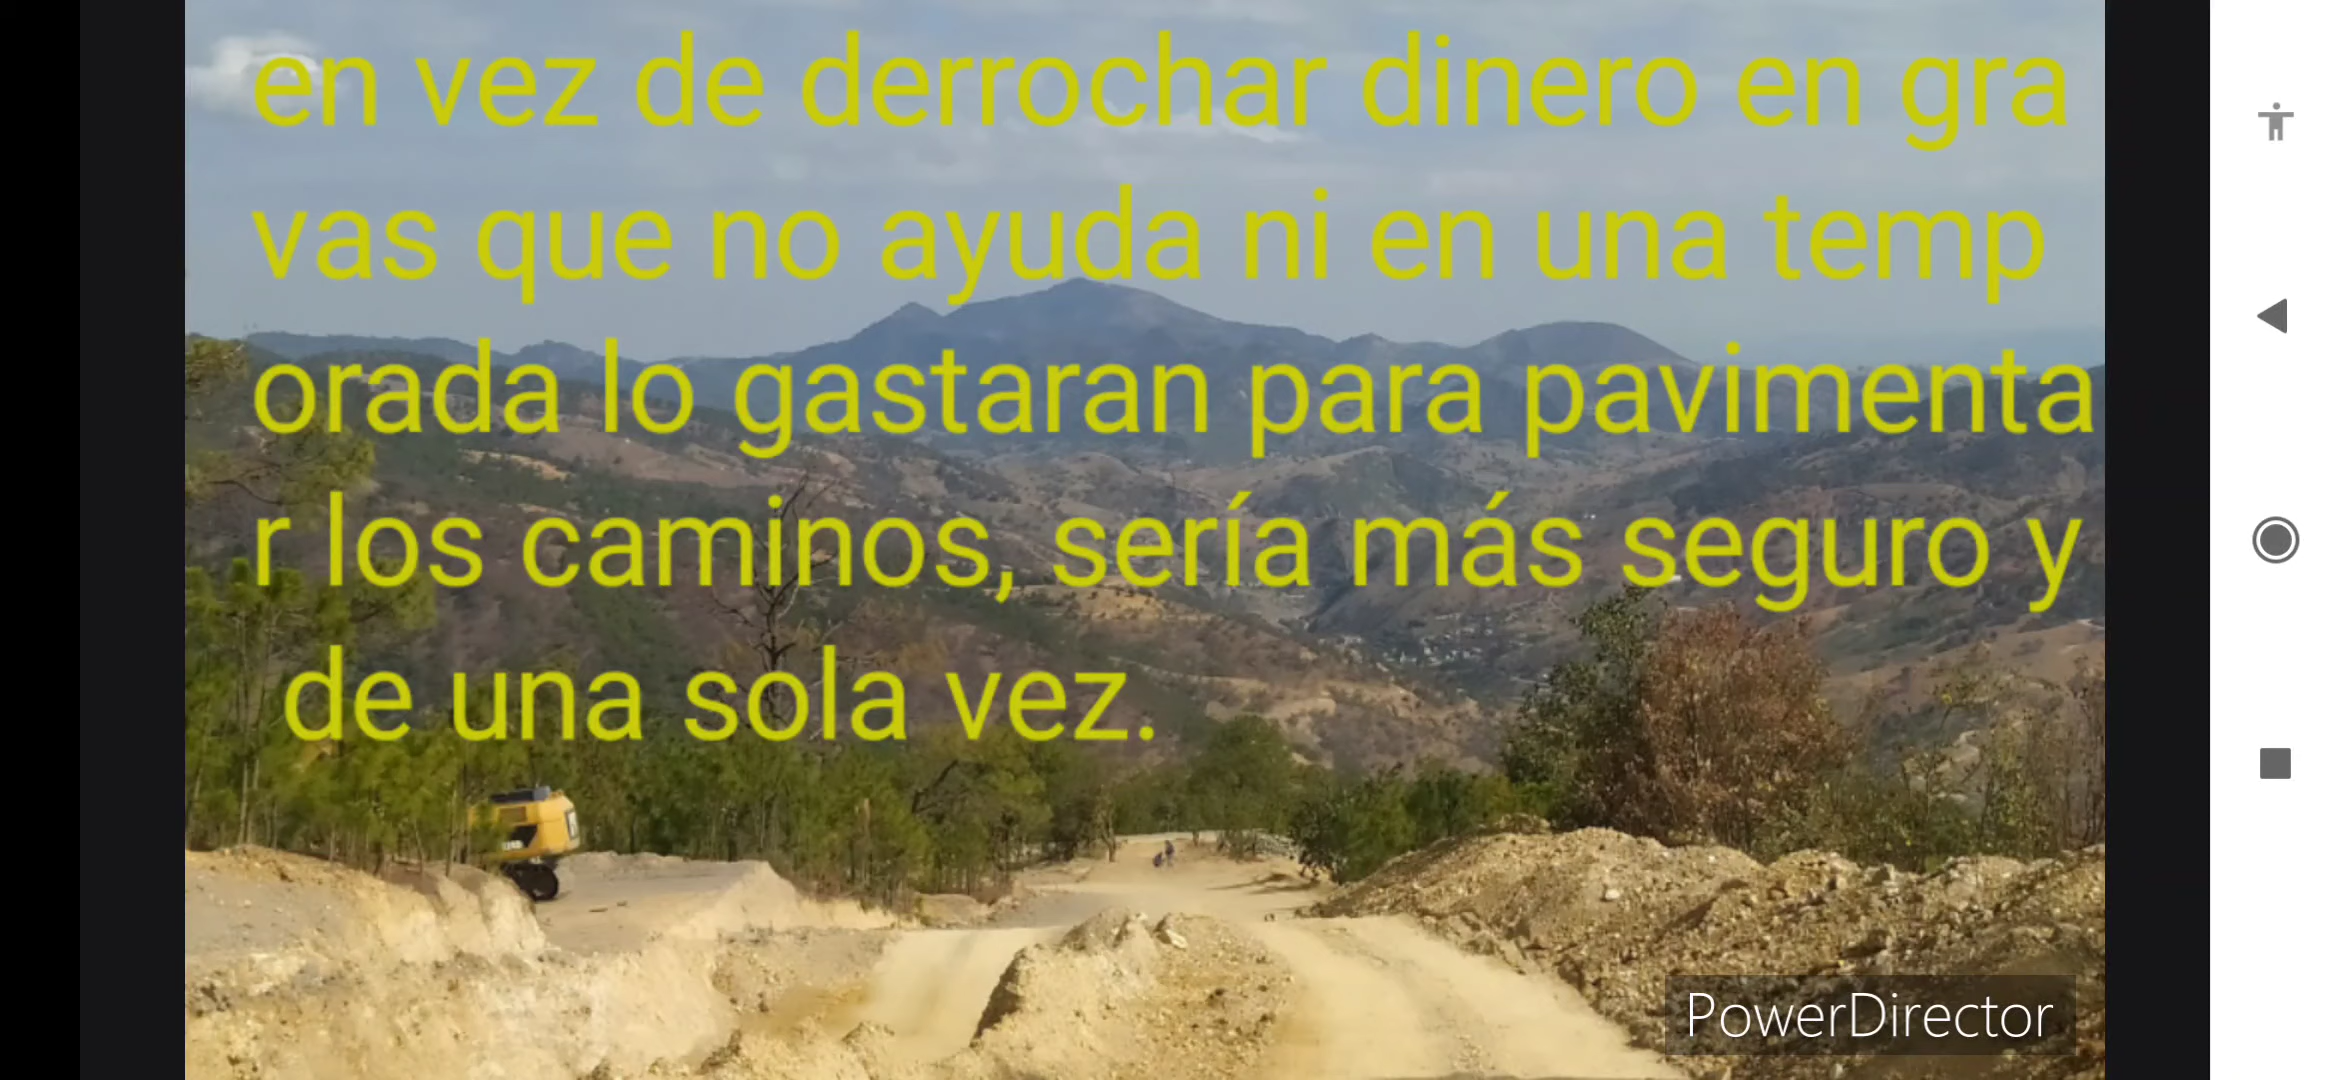 en vez de derrochar dinero en gra
vas que no ayuda ni en una temp
orada lo gastaran para pavimenta
r los caminos, sería más seguro y
de una sola vez.
PowerDirector